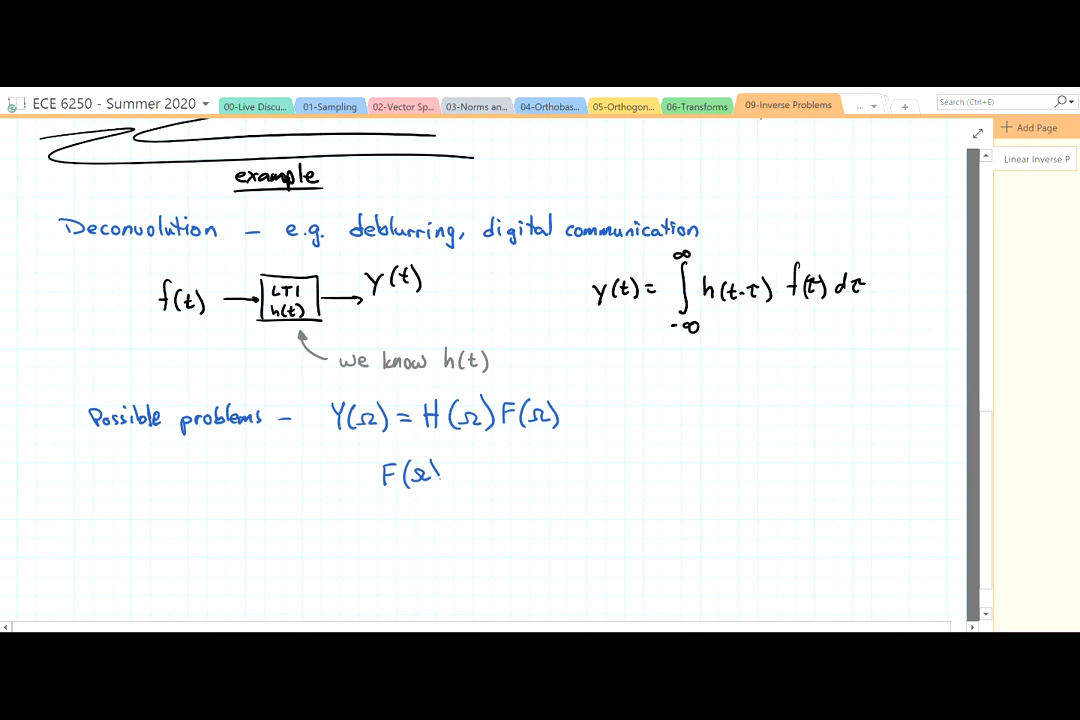 ECE 6250 - Summer 2020
00-Live Discu... 01-Sampling 02-Vector Sp... 03-Norms an... 04-Orthobas... 05-Orthogon... 06-Transforms 09-Inverse Problems ... +
Search (Ctrl+E)
+ Add Page
Linear Inverse P
example
Deconvolution – e.g. deblurring, digital communication
f(t) → LTI h(t) → y(t)
y(t) = ∫_{-∞}^{∞} h(t-τ) f(τ) dτ
we know h(t)
Possible problems – Y(Ω) = H(Ω) F(Ω)
F(Ω)